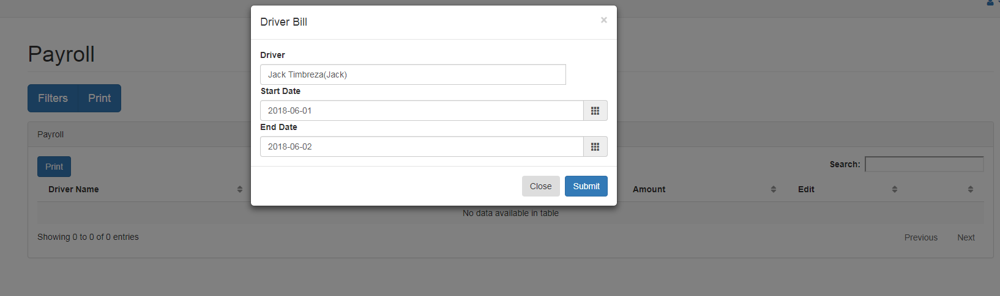 Driver Bill
×
Payroll
Driver
Jack Timbreza(Jack)
Filters Print
Start Date
2018-06-01
End Date
Payroll
2018-06-02
Print
Search:
Close Submit
Driver Name Amount Edit
No data available in table
Showing 0 to 0 of 0 entries
Previous Next